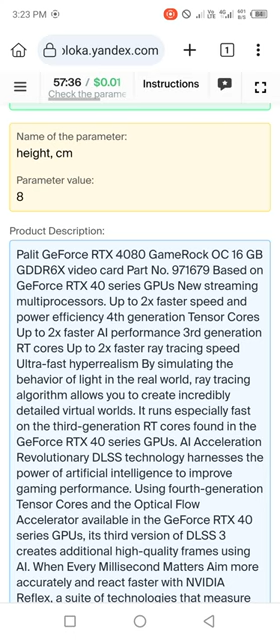 3:23 PM
84
oloka.yandex.com
1
57:36 / $0.01
Check the parame
Instructions
Name of the parameter:
height, cm
Parameter value:
8
Product Description:
Palit GeForce RTX 4080 GameRock OC 16 GB
GDDR6X video card Part No. 971679 Based on
GeForce RTX 40 series GPUs New streaming
multiprocessors. Up to 2x faster speed and
power efficiency 4th generation Tensor Cores
Up to 2x faster AI performance 3rd generation
RT cores Up to 2x faster ray tracing speed
Ultra-fast hyperrealism By simulating the
behavior of light in the real world, ray tracing
algorithm allows you to create incredibly
detailed virtual worlds. It runs especially fast
on the third-generation RT cores found in the
GeForce RTX 40 series GPUs. AI Acceleration
Revolutionary DLSS technology harnesses the
power of artificial intelligence to improve
gaming performance. Using fourth-generation
Tensor Cores and the Optical Flow
Accelerator available in the GeForce RTX 40
series GPUs, its third version of DLSS 3
creates additional high-quality frames using
AI. When Every Millisecond Matters Aim more
accurately and react faster with NVIDIA
Reflex, a suite of technologies that measure